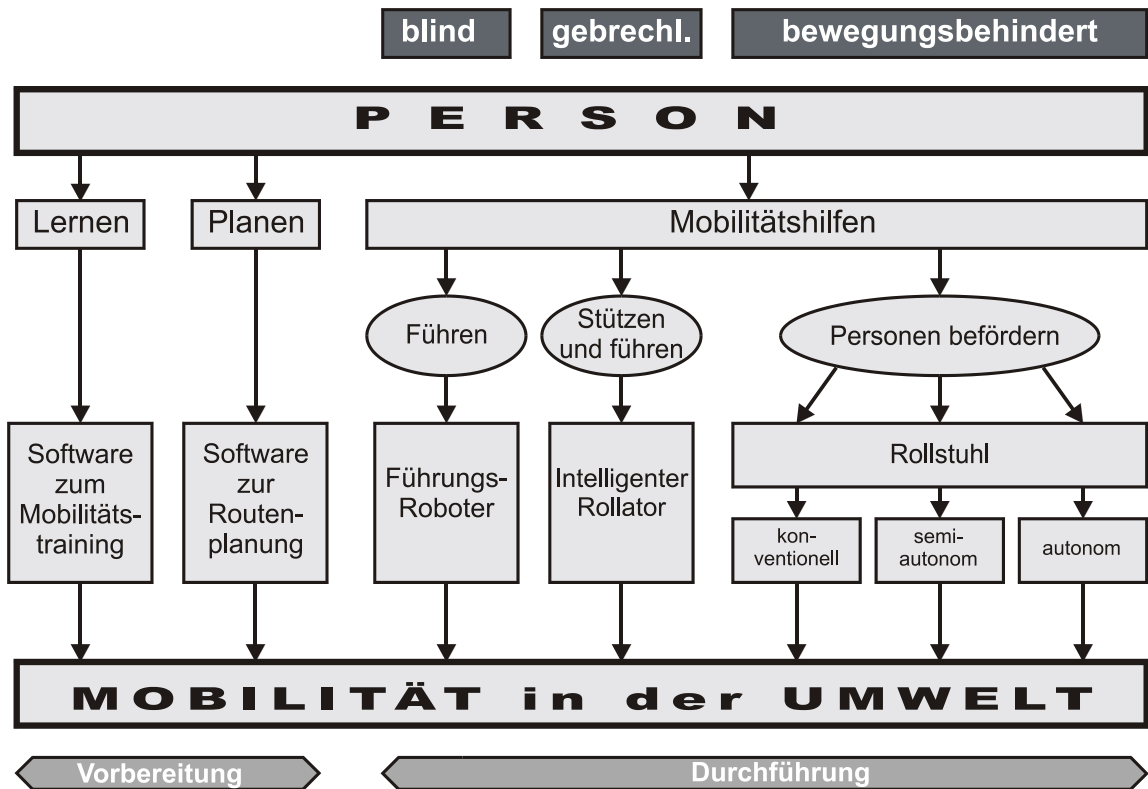 blind
gebrechl.
bewegungsbehindert
PERSON
Lernen
Planen
Mobilitätshilfen
Führen
Stützen
und führen
Personen befördern
Software
zum
Mobilitäts-
training
Software
zur
Routen-
planung
Führungs-
Roboter
Intelligenter
Rollator
Rollstuhl
kon-
ventionell
semi-
autonom
autonom
MOBILITÄT in der UMWELT
Vorbereitung
Durchführung